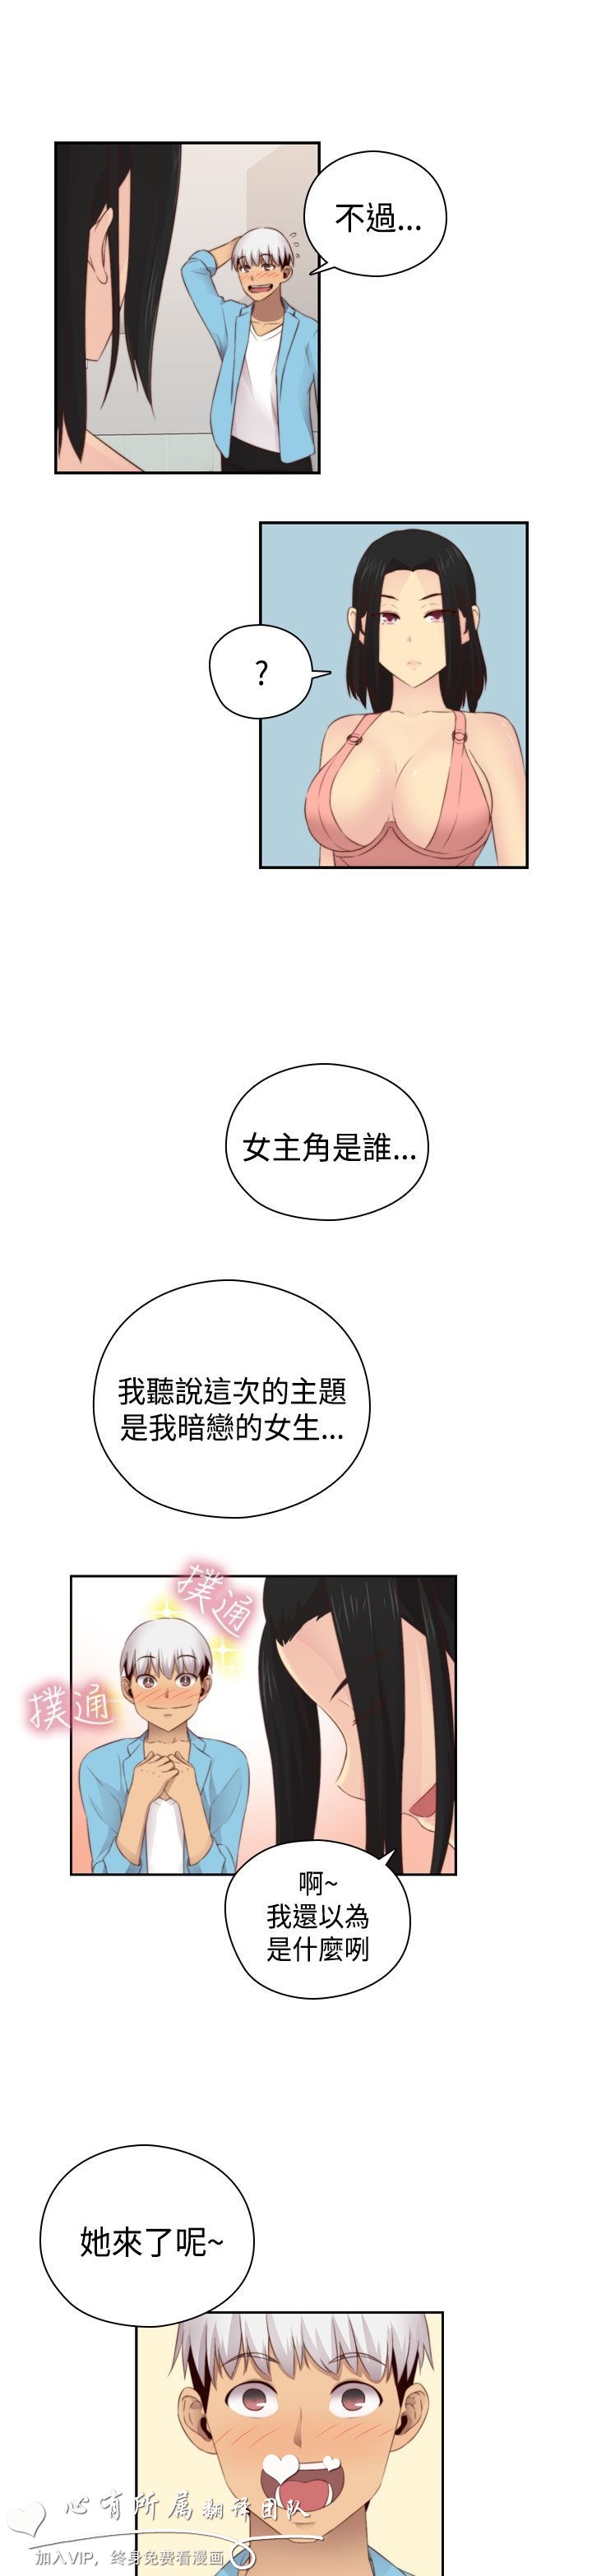 不過...
?
女主角是誰...
我聽說這次的主題
是我暗戀的女生...
撲通
撲通
啊~
我還以為
是什麼咧
她來了呢~
心有所属翻译团队
加入VIP，终身免费看漫画